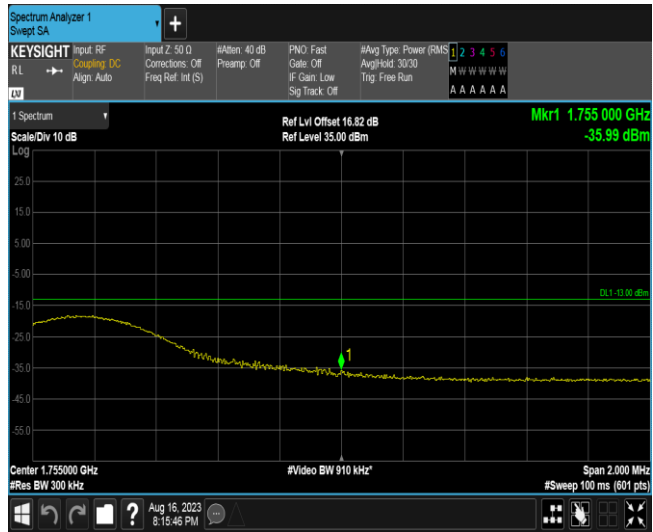 Spectrum Analyzer 1
Swept SA
+
KEYSIGHT
RL
LXI
Input: RF
Coupling: DC
Align: Auto
Input Z: 50 Ω
Corrections: Off
Freq Ref: Int (S)
#Atten: 40 dB
Preamp: Off
PNO: Fast
Gate: Off
IF Gain: Low
Sig Track: Off
#Avg Type: Power (RMS
Avg|Hold: 30/30
Trig: Free Run
1 2 3 4 5 6
M W W W W W
A A A A A A
1 Spectrum
Scale/Div 10 dB
Log
Ref Lvl Offset 16.82 dB
Ref Level 35.00 dBm
Mkr1 1.755 000 GHz
-35.99 dBm
25.0
15.0
5.00
-5.00
DL1 -13.00 dBm
-15.0
-25.0
1
-35.0
-45.0
-55.0
Center 1.755000 GHz
#Res BW 300 kHz
#Video BW 910 kHz*
Span 2.000 MHz
#Sweep 100 ms (601 pts)
?
Aug 16, 2023
8:15:46 PM